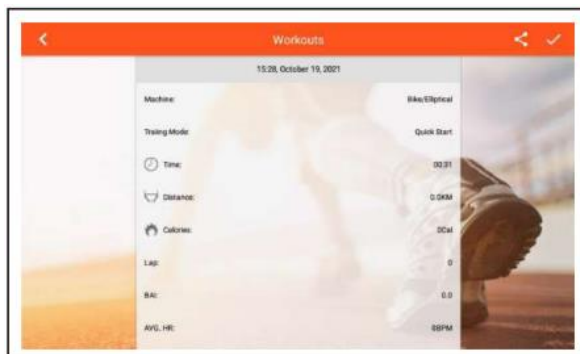 Workouts
15:28, October 19, 2021
Machine: Bike/Elliptical
Traing Mode: Quick Start
Time: 00:31
Distance: 0.0KM
Calories: 0Cal
Lap: 0
BAI: 0.0
AVG. HR: 0BPM